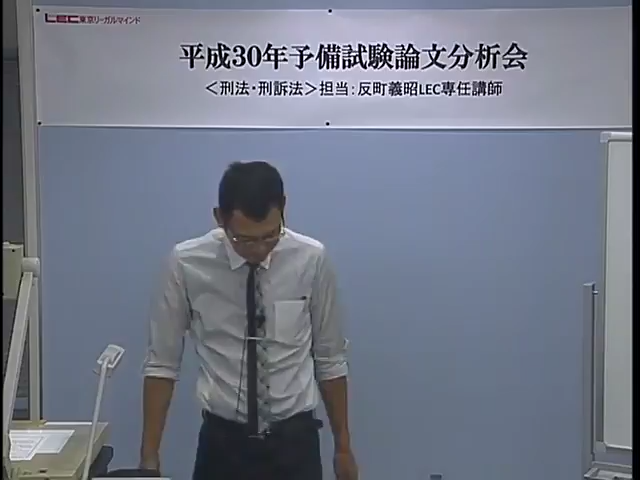 LEC東京リーガルマインド
平成30年予備試験論文分析会
＜刑法・刑訴法＞担当：反町義昭LEC専任講師